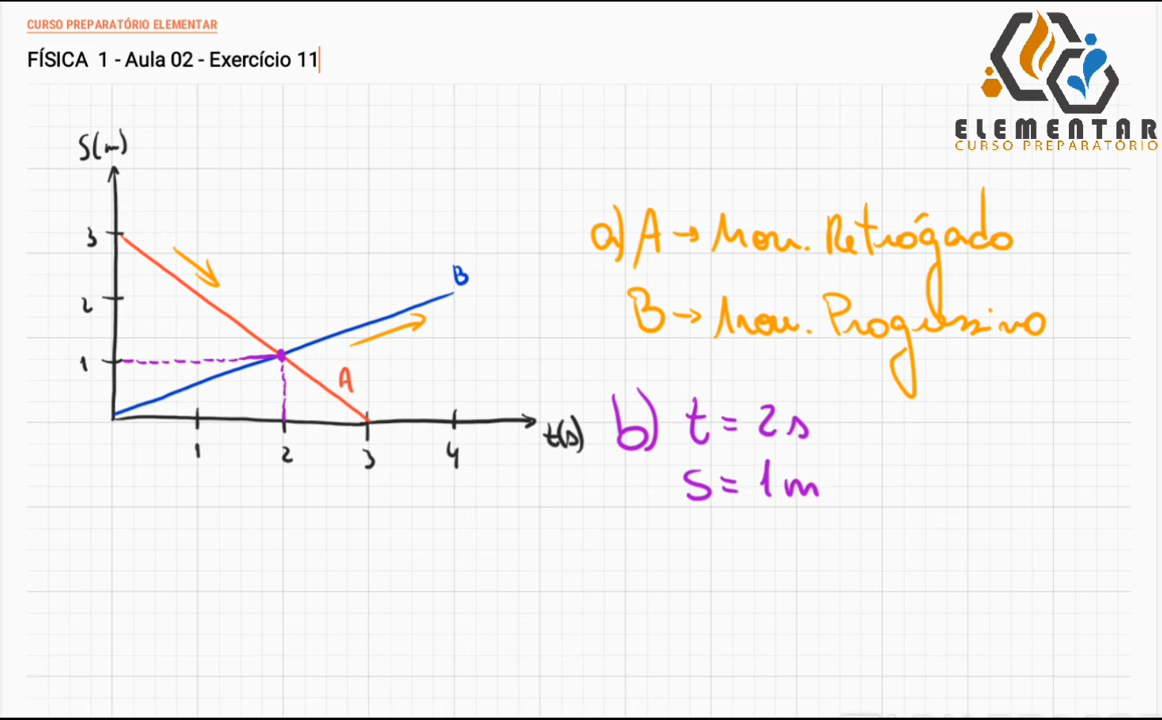 CURSO PREPARATÓRIO ELEMENTAR
FÍSICA 1 - Aula 02 - Exercício 11
ELEMENTAR
CURSO PREPARATÓRIO
S(m)
3
2
1
B
A
1
2
3
4
t(s)
a) A → Mov. Retrógado
B → Mov. Progressivo
b) t = 2s
s = 1m